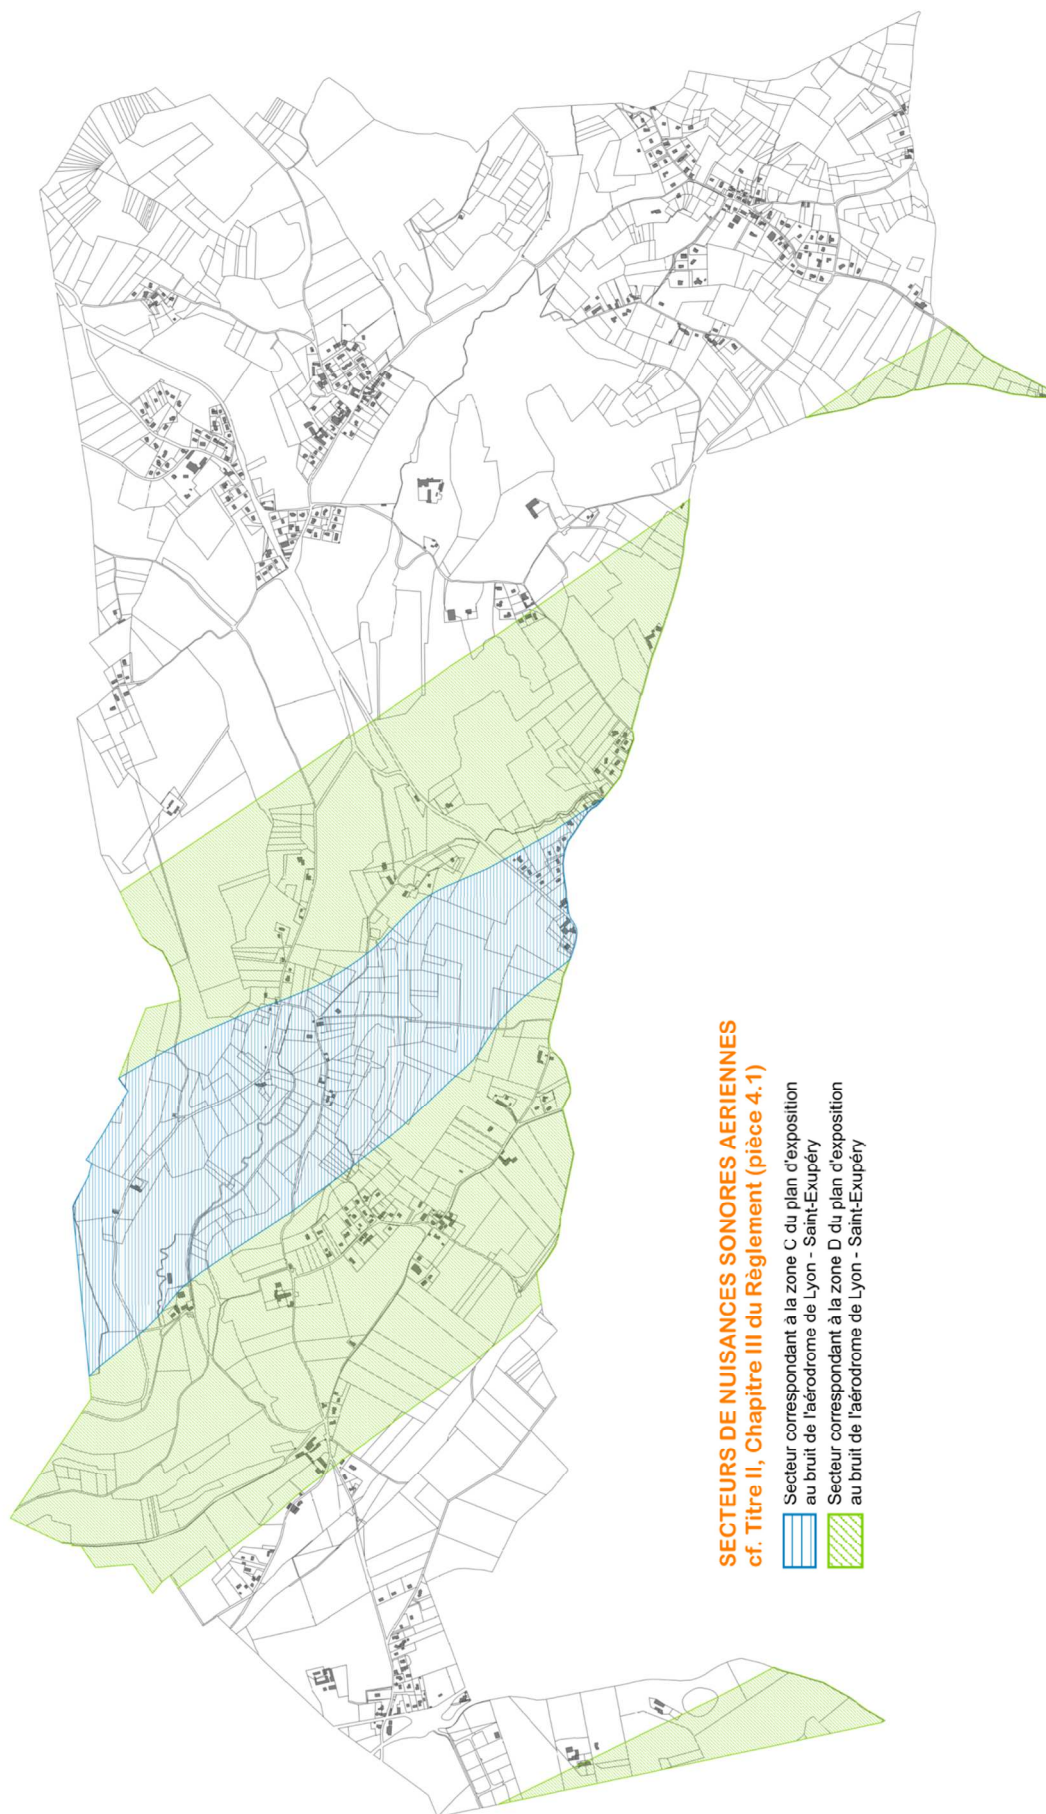 SECTEURS DE NUISANCES SONORES AERIENNES
cf. Titre II, Chapitre III du Règlement (pièce 4.1)
Secteur correspondant à la zone C du plan d'exposition
au bruit de l'aérodrome de Lyon - Saint-Exupéry
Secteur correspondant à la zone D du plan d'exposition
au bruit de l'aérodrome de Lyon - Saint-Exupéry